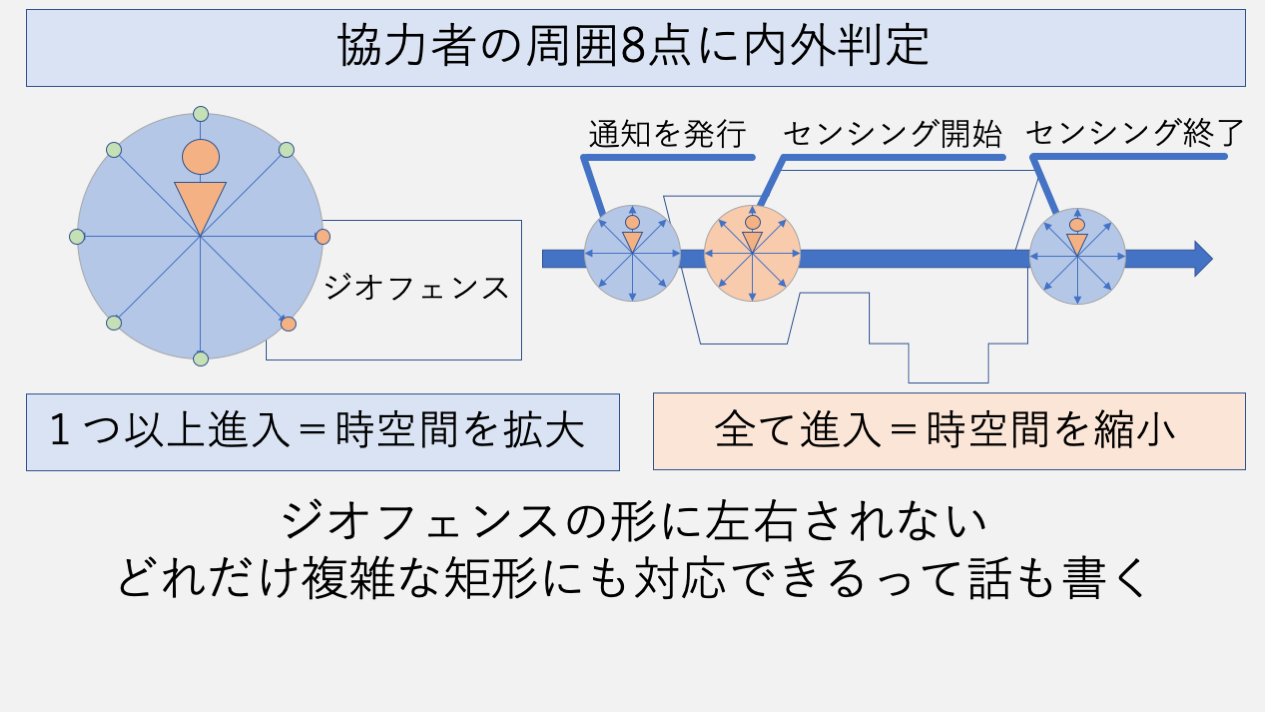 協力者の周囲8点に内外判定
通知を発行
センシング開始
センシング終了
ジオフェンス
1つ以上進入＝時空間を拡大
全て進入＝時空間を縮小
ジオフェンスの形に左右されない
どれだけ複雑な矩形にも対応できるって話も書く